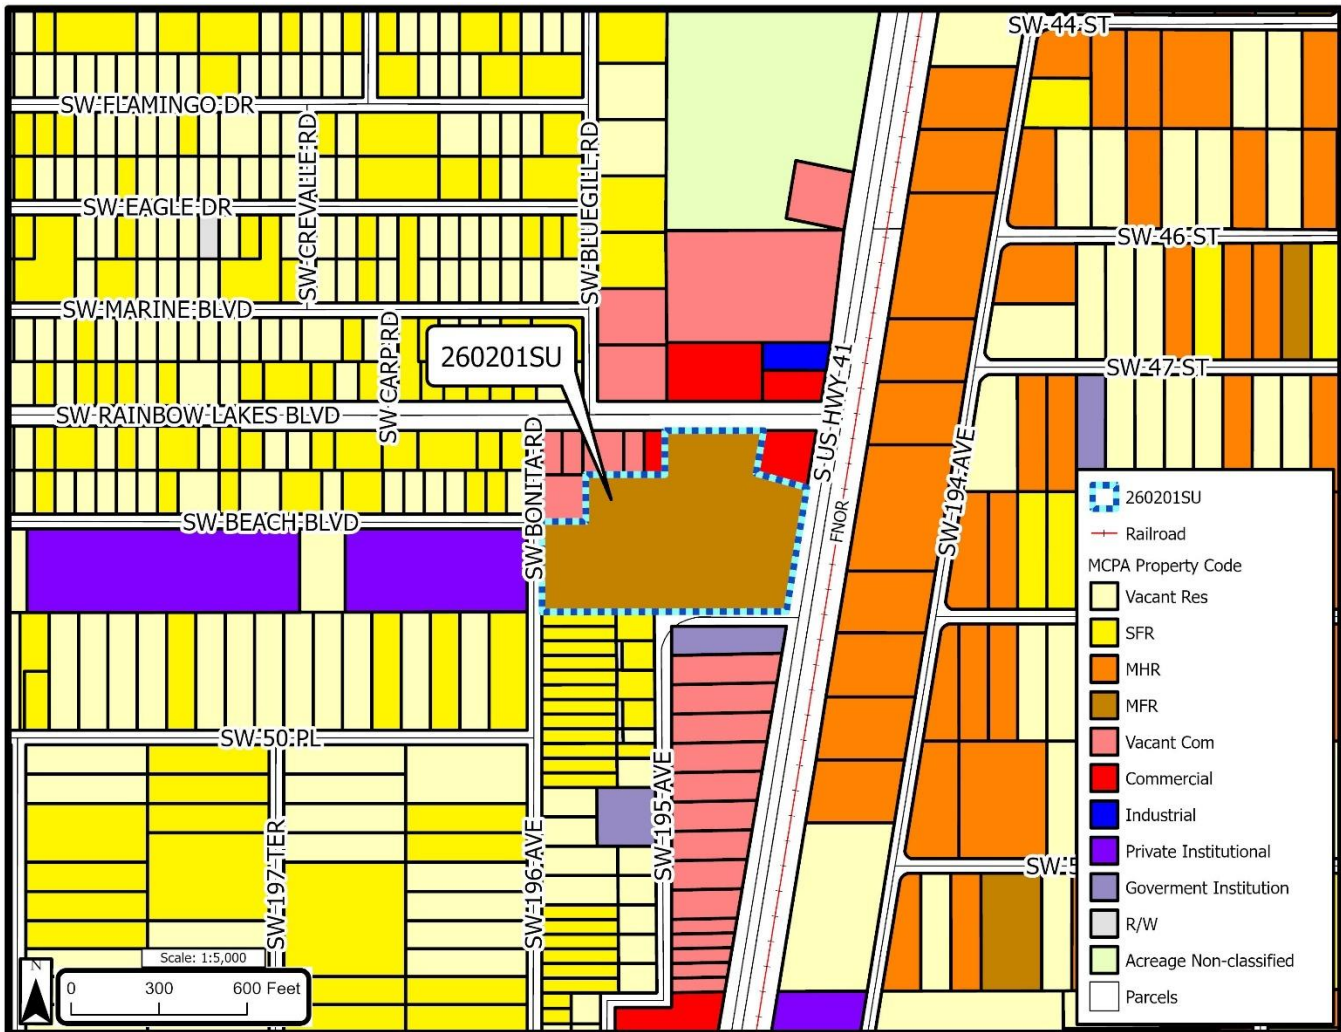 SW 44 ST
SW FLAMINGO DR
SW CREVALLE RD
SW BLUEGILL RD
SW EAGLE DR
SW 46 ST
SW MARINE BLVD
SW CARP RD
260201SU
SW 47 ST
S US HWY 41
SW RAINBOW LAKES BLVD
SW BONITA RD
FNOR
SW 194 AVE
SW BEACH BLVD
SW 50 PL
SW 195 AVE
SW 197 TER
SW 196 AVE
SW 5
260201SU
Railroad
MCPA Property Code
Vacant Res
SFR
MHR
MFR
Vacant Com
Commercial
Industrial
Private Institutional
Goverment Institution
R/W
Acreage Non-classified
Parcels
N
Scale: 1:5,000
0 300 600 Feet